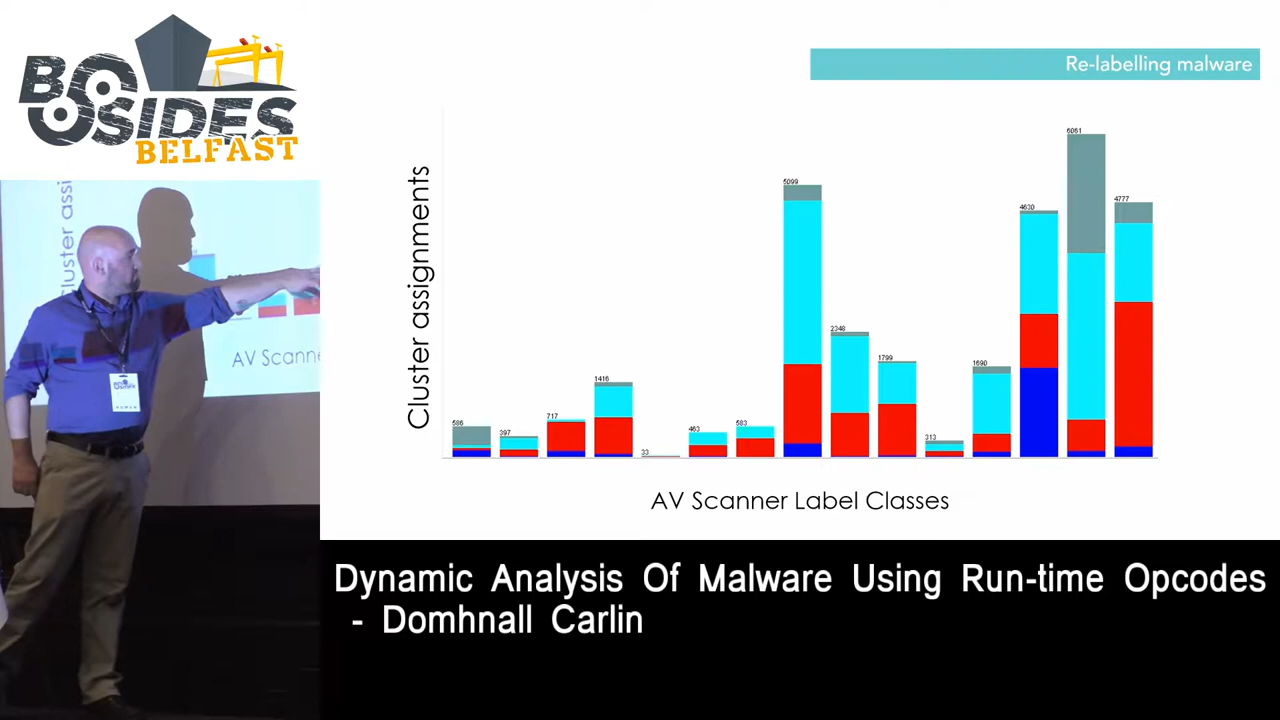 BSIDES
BELFAST
Re-labelling malware
Cluster assignments
6061
5099
4777
4630
2348
1799
1690
1416
717
586
583
463
397
313
33
AV Scanner Label Classes
cluster assi
AV Scanne
Dynamic Analysis Of Malware Using Run-time Opcodes
- Domhnall Carlin